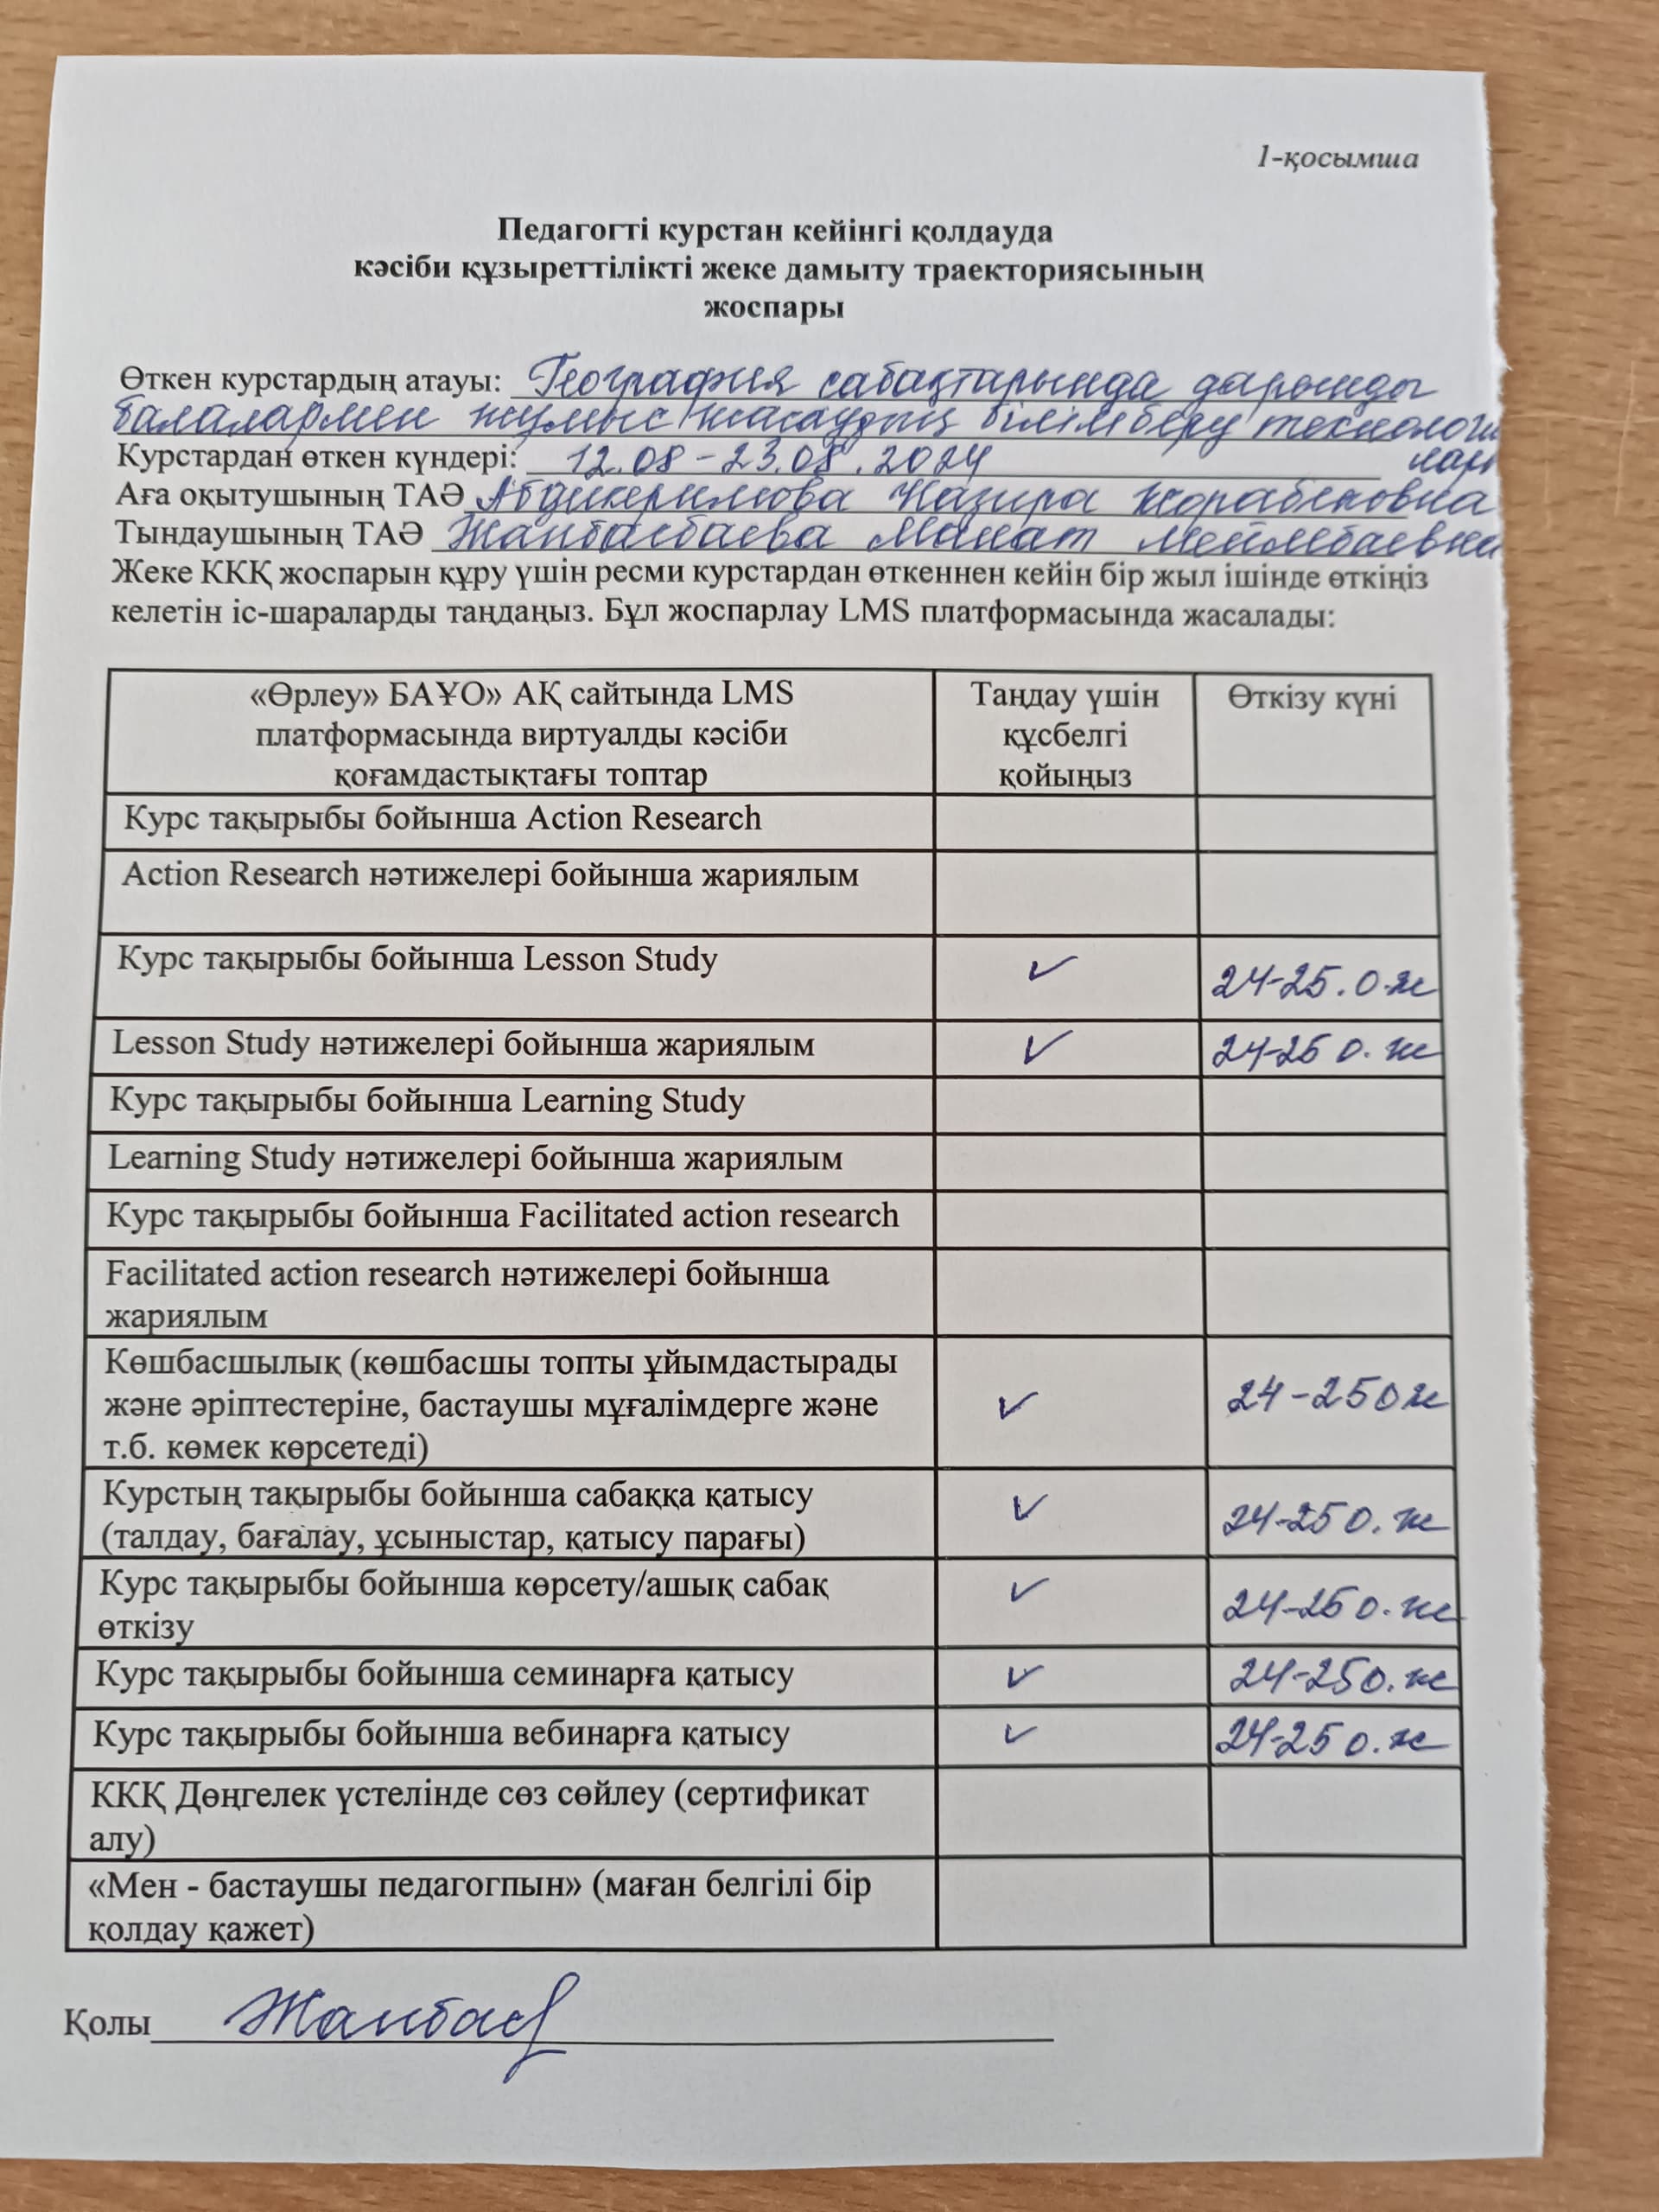 1-қосымша
Педагогті курстан кейінгі қолдауда
кәсіби құзыреттілікті жеке дамыту траекториясының
жоспары
Өткен курстардың атауы: География сабақтарында дарынды
балалармен жұмыс жасаудың білім беру технологи
лары
Курстардан өткен күндері: 12.08-23.08.2024
Аға оқытушының ТАӘ Абдикеримова Назира
Тыңдаушының ТАӘ Жанбасбаева Манат
Жеке ККҚ жоспарын құру үшін ресми курстардан өткеннен кейін бір жыл ішінде өткіңіз
келетін іс-шараларды таңдаңыз. Бұл жоспарлау LMS платформасында жасалады:
«Өрлеу» БАҰО» АҚ сайтында LMS
платформасында виртуалды кәсіби
қоғамдастықтағы топтар
Таңдау үшін
құсбелгі
қойыңыз
Өткізу күні
Курс тақырыбы бойынша Action Research
Action Research нәтижелері бойынша жариялым
Курс тақырыбы бойынша Lesson Study ✓ 24-25.о.ж
Lesson Study нәтижелері бойынша жариялым ✓ 24-25 о.ж
Курс тақырыбы бойынша Learning Study
Learning Study нәтижелері бойынша жариялым
Курс тақырыбы бойынша Facilitated action research
Facilitated action research нәтижелері бойынша
жариялым
Көшбасшылық (көшбасшы топты ұйымдастырады
және әріптестеріне, бастаушы мұғалімдерге және ✓ 24-25 о ж
т.б. көмек көрсетеді)
Курстың тақырыбы бойынша сабаққа қатысу ✓ 24-25 о.ж
(талдау, бағалау, ұсыныстар, қатысу парағы)
Курс тақырыбы бойынша көрсету/ашық сабақ ✓ 24-25 о.ж
өткізу
Курс тақырыбы бойынша семинарға қатысу ✓ 24-25 о.ж
Курс тақырыбы бойынша вебинарға қатысу ✓ 24-25 о.ж
ККҚ Дөңгелек үстелінде сөз сөйлеу (сертификат
алу)
«Мен - бастаушы педагогпын» (маған белгілі бір
қолдау қажет)
Қолы